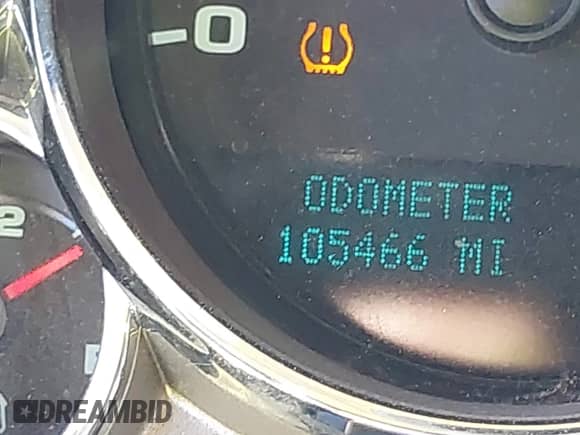 0
2
ODOMETER
105466 MI
DREAMBID